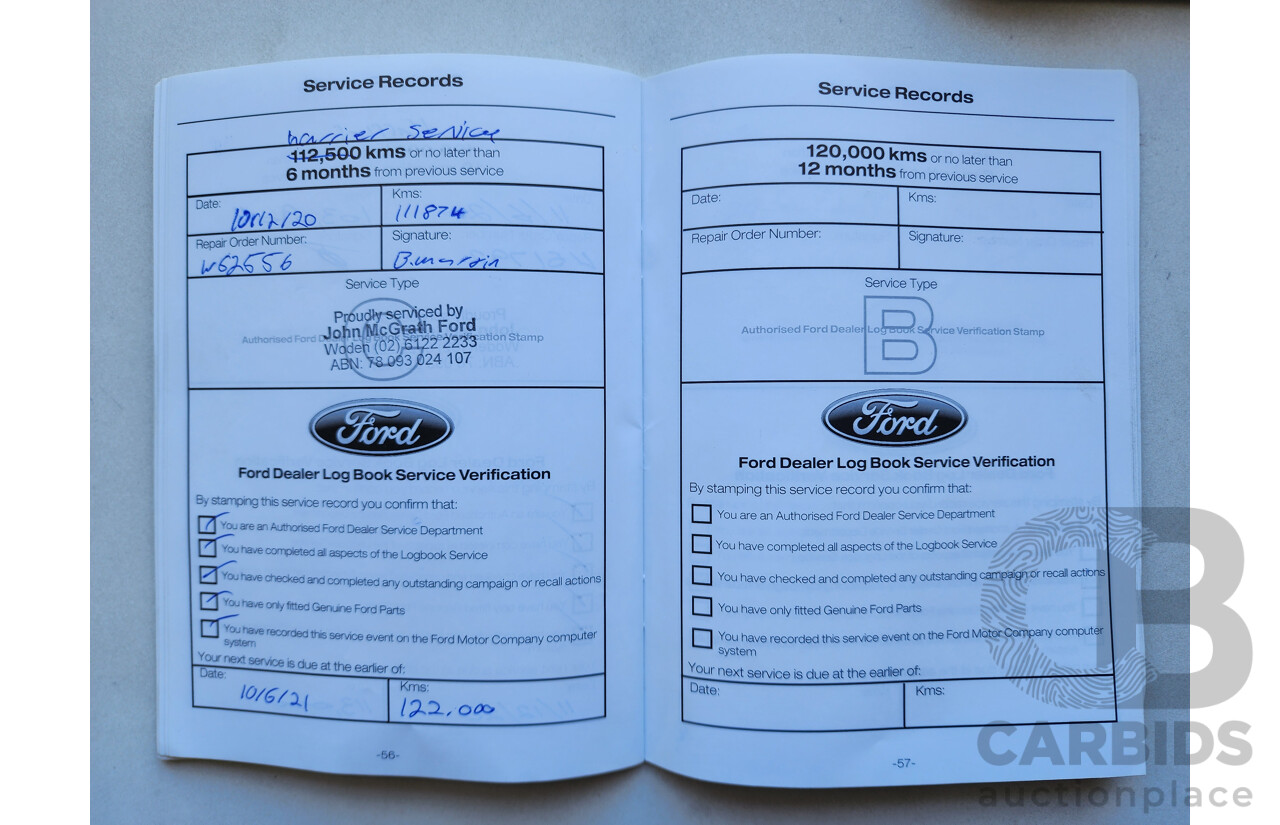 Service Records
barrier service
112,500 kms or no later than
6 months from previous service
Date:
10/12/20
Kms:
111874
Repair Order Number:
W62556
Signature:
B.martin
Service Type
Authorised Ford Dealer Log Book Service Verification Stamp
Proudly serviced by
John McGrath Ford
Woden (02) 6122 2233
ABN: 78 093 024 107
Ford
Ford Dealer Log Book Service Verification
By stamping this service record you confirm that:
You are an Authorised Ford Dealer Service Department
You have completed all aspects of the Logbook Service
You have checked and completed any outstanding campaign or recall actions
You have only fitted Genuine Ford Parts
You have recorded this service event on the Ford Motor Company computer
system
Your next service is due at the earlier of:
Date:
10/6/21
Kms:
122,000
-56-
Service Records
120,000 kms or no later than
12 months from previous service
Date:
Kms:
Repair Order Number:
Signature:
Service Type
B
Authorised Ford Dealer Log Book Service Verification Stamp
Ford
Ford Dealer Log Book Service Verification
By stamping this service record you confirm that:
You are an Authorised Ford Dealer Service Department
You have completed all aspects of the Logbook Service
You have checked and completed any outstanding campaign or recall actions
You have only fitted Genuine Ford Parts
You have recorded this service event on the Ford Motor Company computer
system
Your next service is due at the earlier of:
Date:
Kms:
-57-
CB
CARBIDS
auctionplace